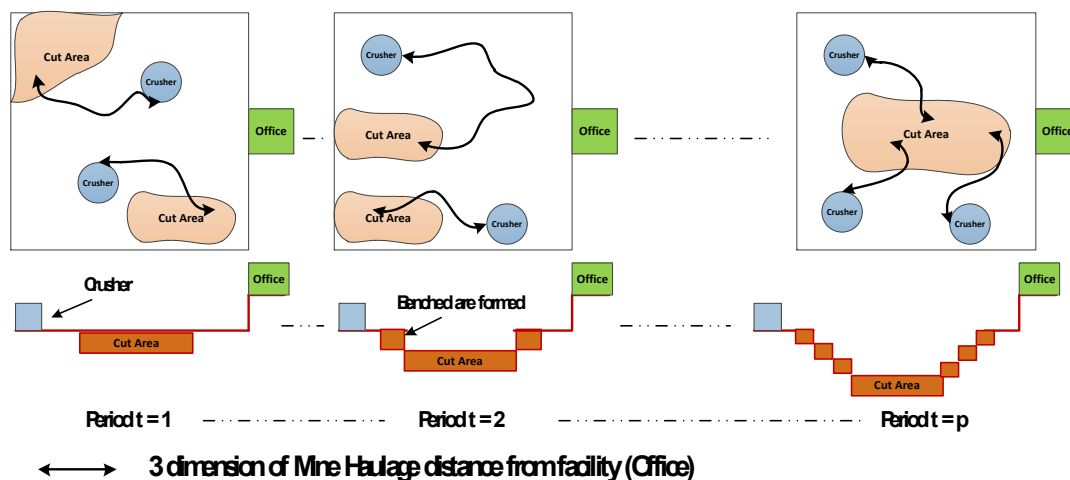 Cut Area
Crusher
Office
Crusher
Cut Area
Crusher
Cut Area
Cut Area
Crusher
Office
Crusher
Cut Area
Crusher
Crusher
Office
Crusher
Office
Cut Area
Benched are formed
Office
Cut Area
Office
Cut Area
Period t = 1
Period t = 2
Period t = p
3 dimension of Mine Haulage distance from facility (Office)